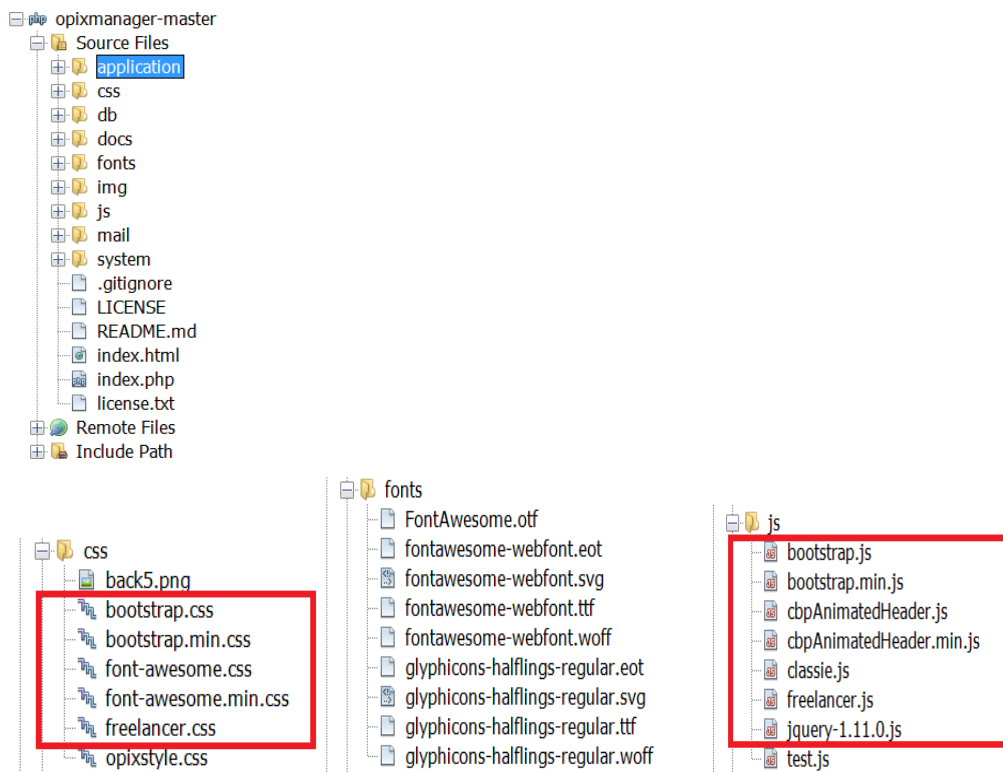 opixmanager-master
Source Files
application
css
db
docs
fonts
img
js
mail
system
.gitignore
LICENSE
README.md
index.html
index.php
license.txt
Remote Files
Include Path
css
back5.png
bootstrap.css
bootstrap.min.css
font-awesome.css
font-awesome.min.css
freelancer.css
opixstyle.css
fonts
FontAwesome.otf
fontawesome-webfont.eot
fontawesome-webfont.svg
fontawesome-webfont.ttf
fontawesome-webfont.woff
glyphicons-halflings-regular.eot
glyphicons-halflings-regular.svg
glyphicons-halflings-regular.ttf
glyphicons-halflings-regular.woff
js
bootstrap.js
bootstrap.min.js
cbpAnimatedHeader.js
cbpAnimatedHeader.min.js
classie.js
freelancer.js
jquery-1.11.0.js
test.js